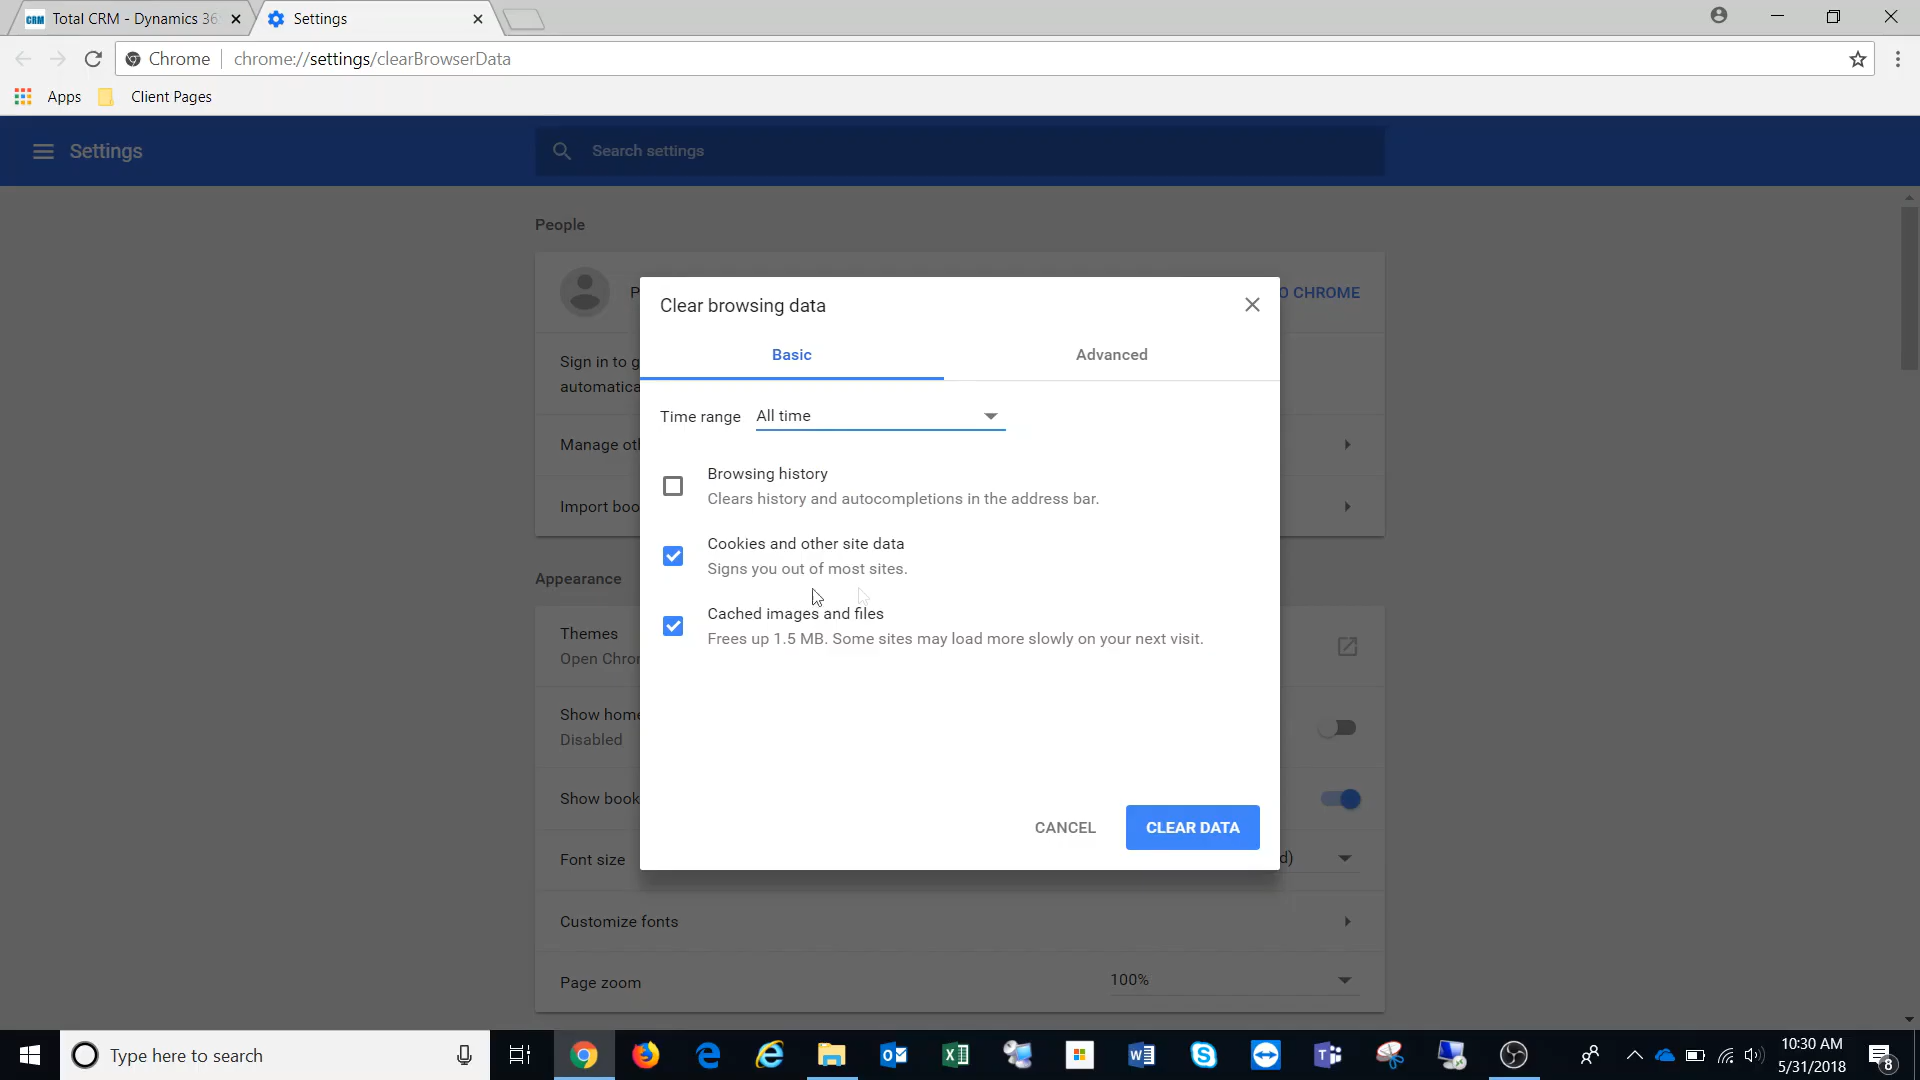 CRM Total CRM - Dynamics 36
Settings
Chrome chrome://settings/clearBrowserData
Apps Client Pages
Settings
Search settings
People
P
O CHROME
Sign in to g
automatica
Manage oth
Import boo
Appearance
Themes
Open Chro
Show home
Disabled
Show book
Font size
d)
Customize fonts
Page zoom
100%
Clear browsing data
Basic Advanced
Time range All time
Browsing history
Clears history and autocompletions in the address bar.
Cookies and other site data
Signs you out of most sites.
Cached images and files
Frees up 1.5 MB. Some sites may load more slowly on your next visit.
CANCEL CLEAR DATA
Type here to search
10:30 AM
5/31/2018
8